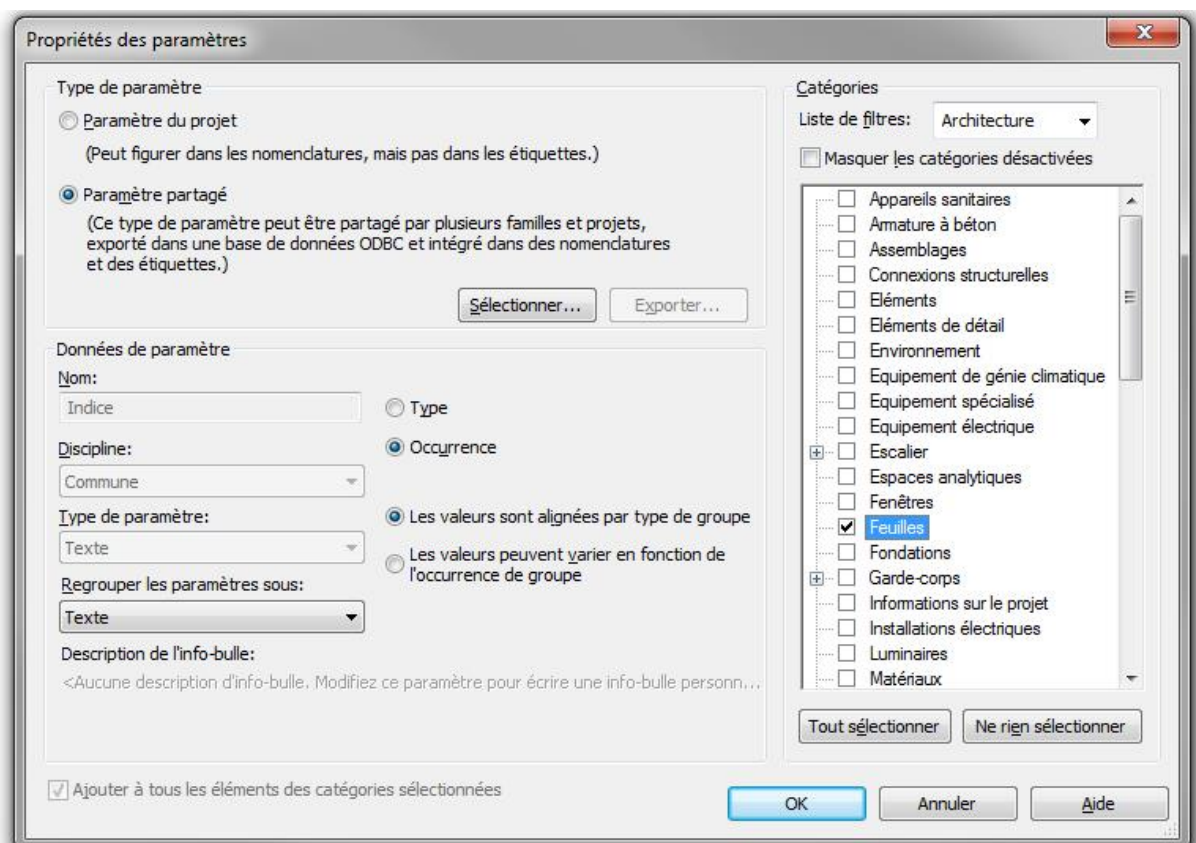 Propriétés des paramètres
Type de paramètre
Paramètre du projet
(Peut figurer dans les nomenclatures, mais pas dans les étiquettes.)
Paramètre partagé
(Ce type de paramètre peut être partagé par plusieurs familles et projets,
exporté dans une base de données ODBC et intégré dans des nomenclatures
et des étiquettes.)
Sélectionner...
Exporter...
Données de paramètre
Nom:
Indice
Type
Discipline:
Occurrence
Commune
Type de paramètre:
Les valeurs sont alignées par type de groupe
Texte
Les valeurs peuvent varier en fonction de
l'occurrence de groupe
Regrouper les paramètres sous:
Texte
Description de l'info-bulle:
<Aucune description d'info-bulle. Modifiez ce paramètre pour écrire une info-bulle personn...
Ajouter à tous les éléments des catégories sélectionnées
Catégories
Liste de filtres:
Architecture
Masquer les catégories désactivées
Appareils sanitaires
Armature à béton
Assemblages
Connexions structurelles
Eléments
Eléments de détail
Environnement
Equipement de génie climatique
Equipement spécialisé
Equipement électrique
Escalier
Espaces analytiques
Fenêtres
Feuilles
Fondations
Garde-corps
Informations sur le projet
Installations électriques
Luminaires
Matériaux
Tout sélectionner
Ne rien sélectionner
OK
Annuler
Aide